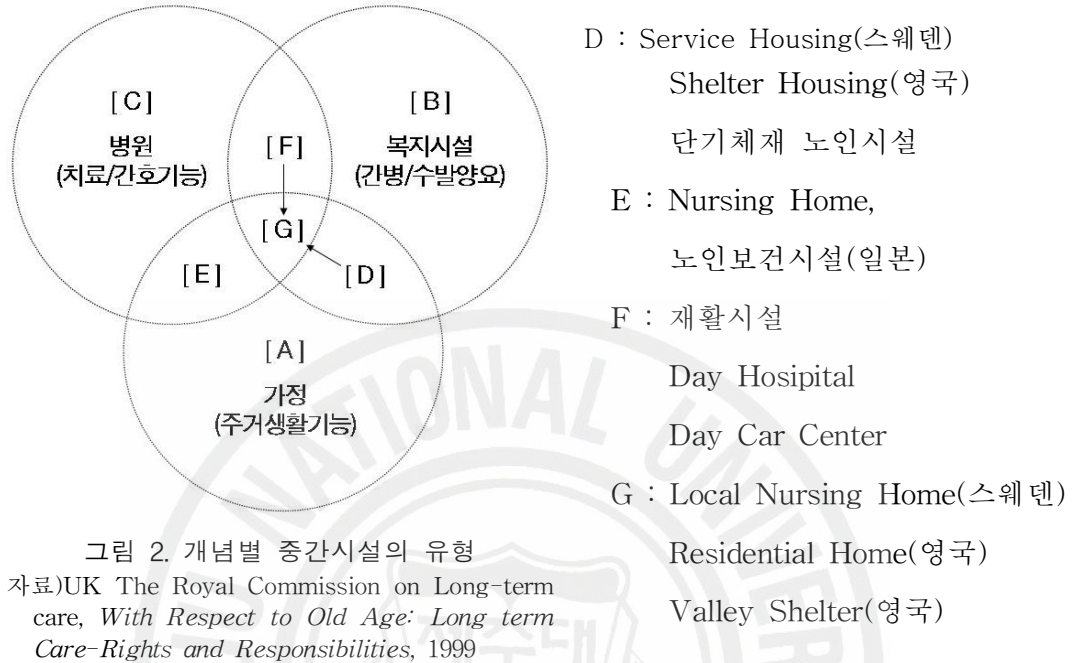 [C]
병원
(치료/간호기능)
[F]
[B]
복지시설
(간병/수발양요)
[G]
[E]
[D]
[A]
가정
(주거생활기능)
그림 2. 개념별 중간시설의 유형
자료)UK The Royal Commission on Long-term
care, With Respect to Old Age: Long term
Care-Rights and Responsibilities, 1999
D : Service Housing(스웨덴)
Shelter Housing(영국)
단기체재 노인시설
E : Nursing Home,
노인보건시설(일본)
F : 재활시설
Day Hosipital
Day Car Center
G : Local Nursing Home(스웨덴)
Residential Home(영국)
Valley Shelter(영국)